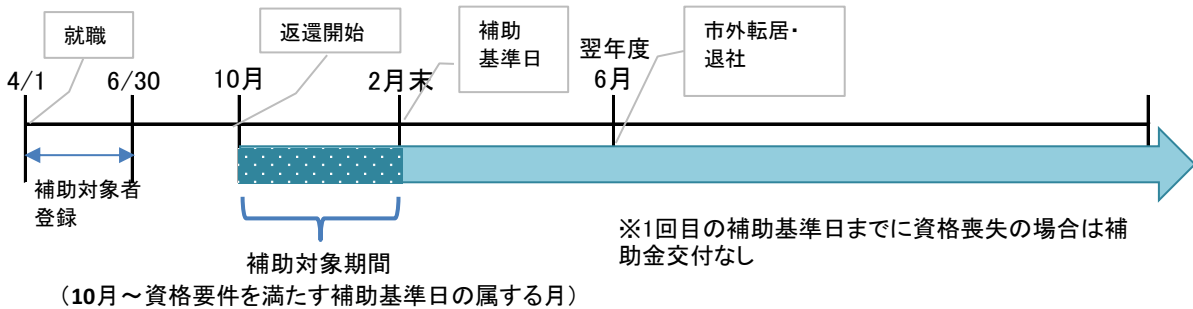 就職
返還開始
補助
基準日
市外転居・
退社
翌年度
4/1
6/30
10月
2月末
6月
補助対象者
登録
補助対象期間
（10月～資格要件を満たす補助基準日の属する月）
※1回目の補助基準日までに資格喪失の場合は補
助金交付なし